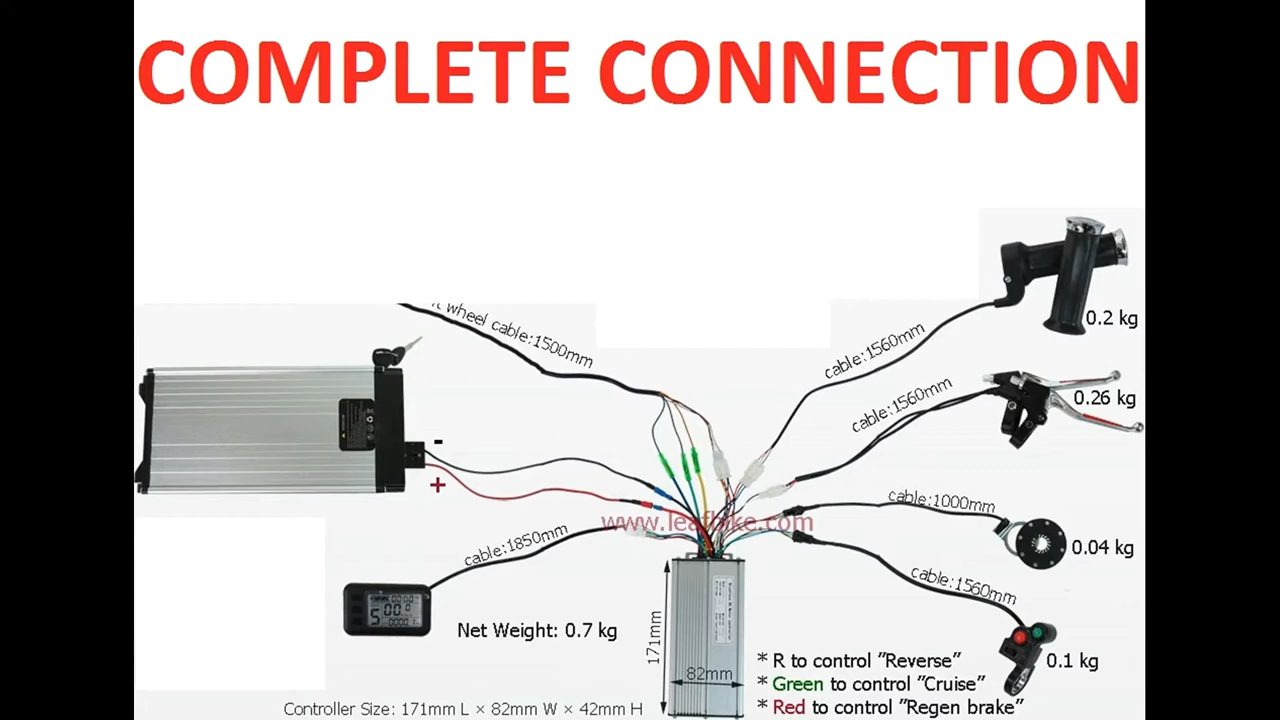 COMPLETE CONNECTION
wheel cable:1500mm
cable:1560mm
0.2 kg
cable:1560mm
0.26 kg
-
+
www.leafbike.com
cable:1000mm
0.04 kg
cable:1850mm
cable:1560mm
0.1 kg
Net Weight: 0.7 kg
171mm
82mm
* R to control "Reverse"
* Green to control "Cruise"
* Red to control "Regen brake"
Controller Size: 171mm L × 82mm W × 42mm H